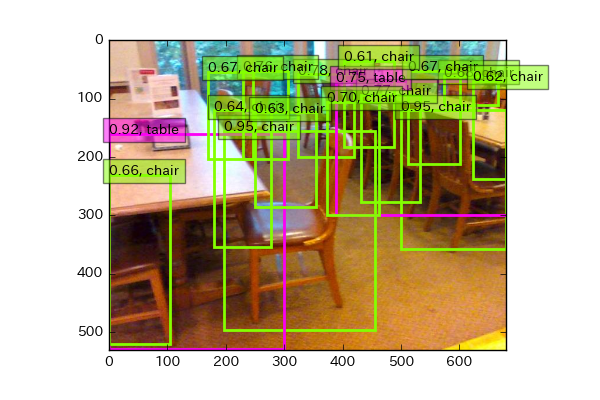 0
100
200
300
400
500
0
100
200
300
400
500
600
0.61, chair
0.67, chair
0.67, chair
0.62, chair
0.75, table
0.70, chair
0.64,
0.63, chair
0.95, chair
0.95, chair
0.92, table
0.66, chair